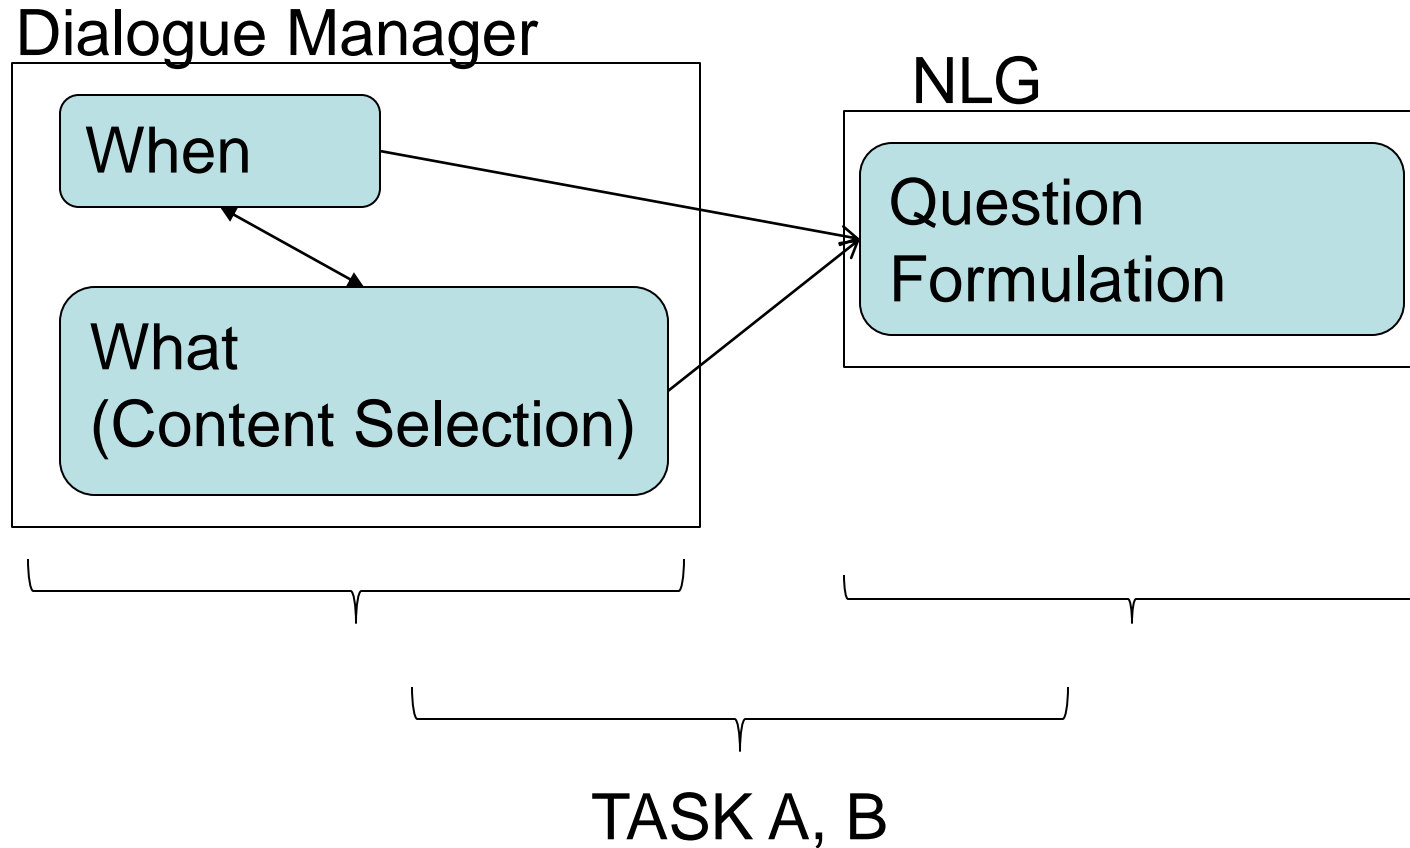 Dialogue Manager
NLG
When
Question
Formulation
What
(Content Selection)
TASK A, B